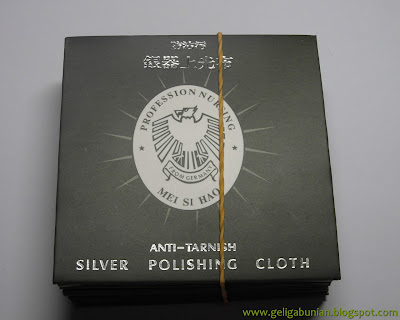 銀器上光布
PROFESSION NURSING
FROM GERMANY
MEI SI HAO
ANTI-TARNISH
SILVER POLISHING CLOTH
www.geligabunian.blogspot.com